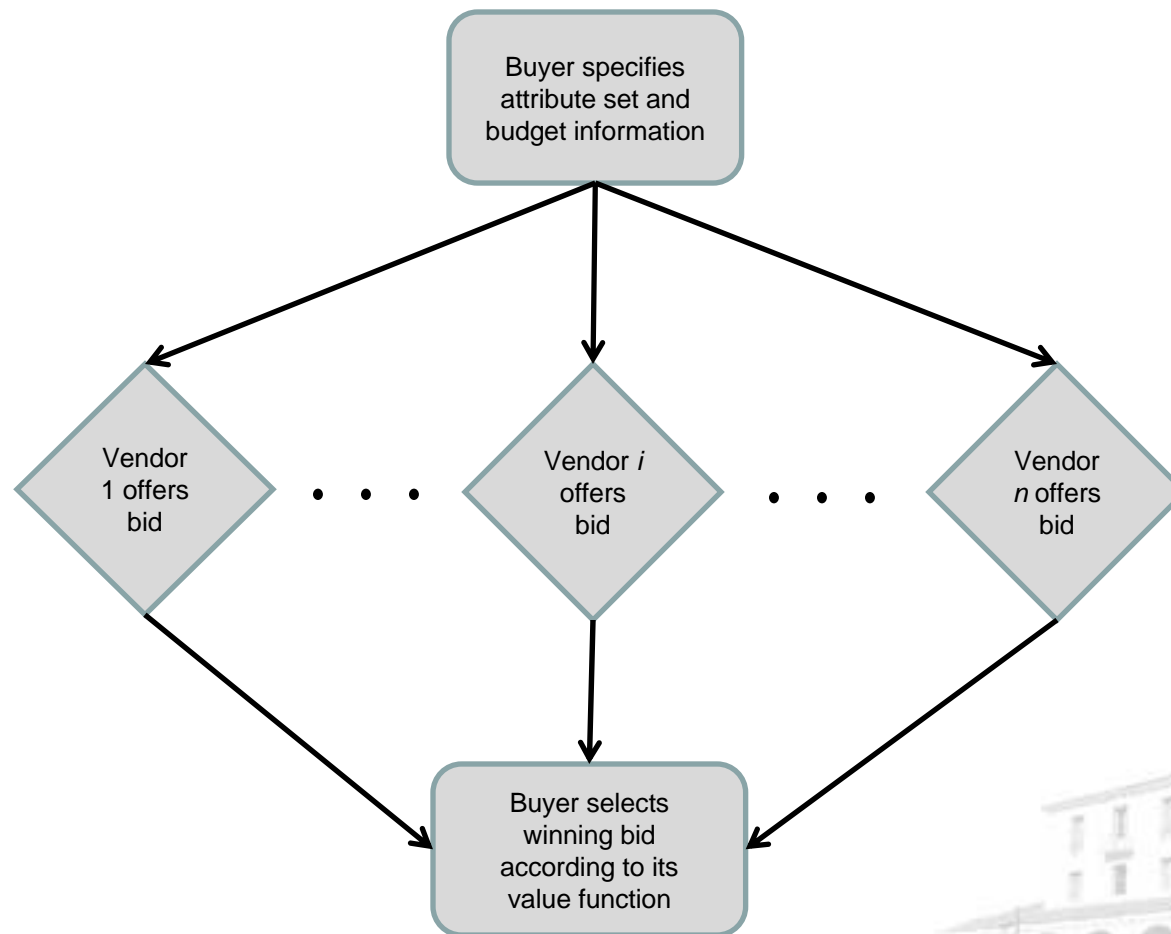 Buyer specifies
attribute set and
budget information
Vendor
1 offers
bid
Vendor i
offers
bid
Vendor
n offers
bid
Buyer selects
winning bid
according to its
value function